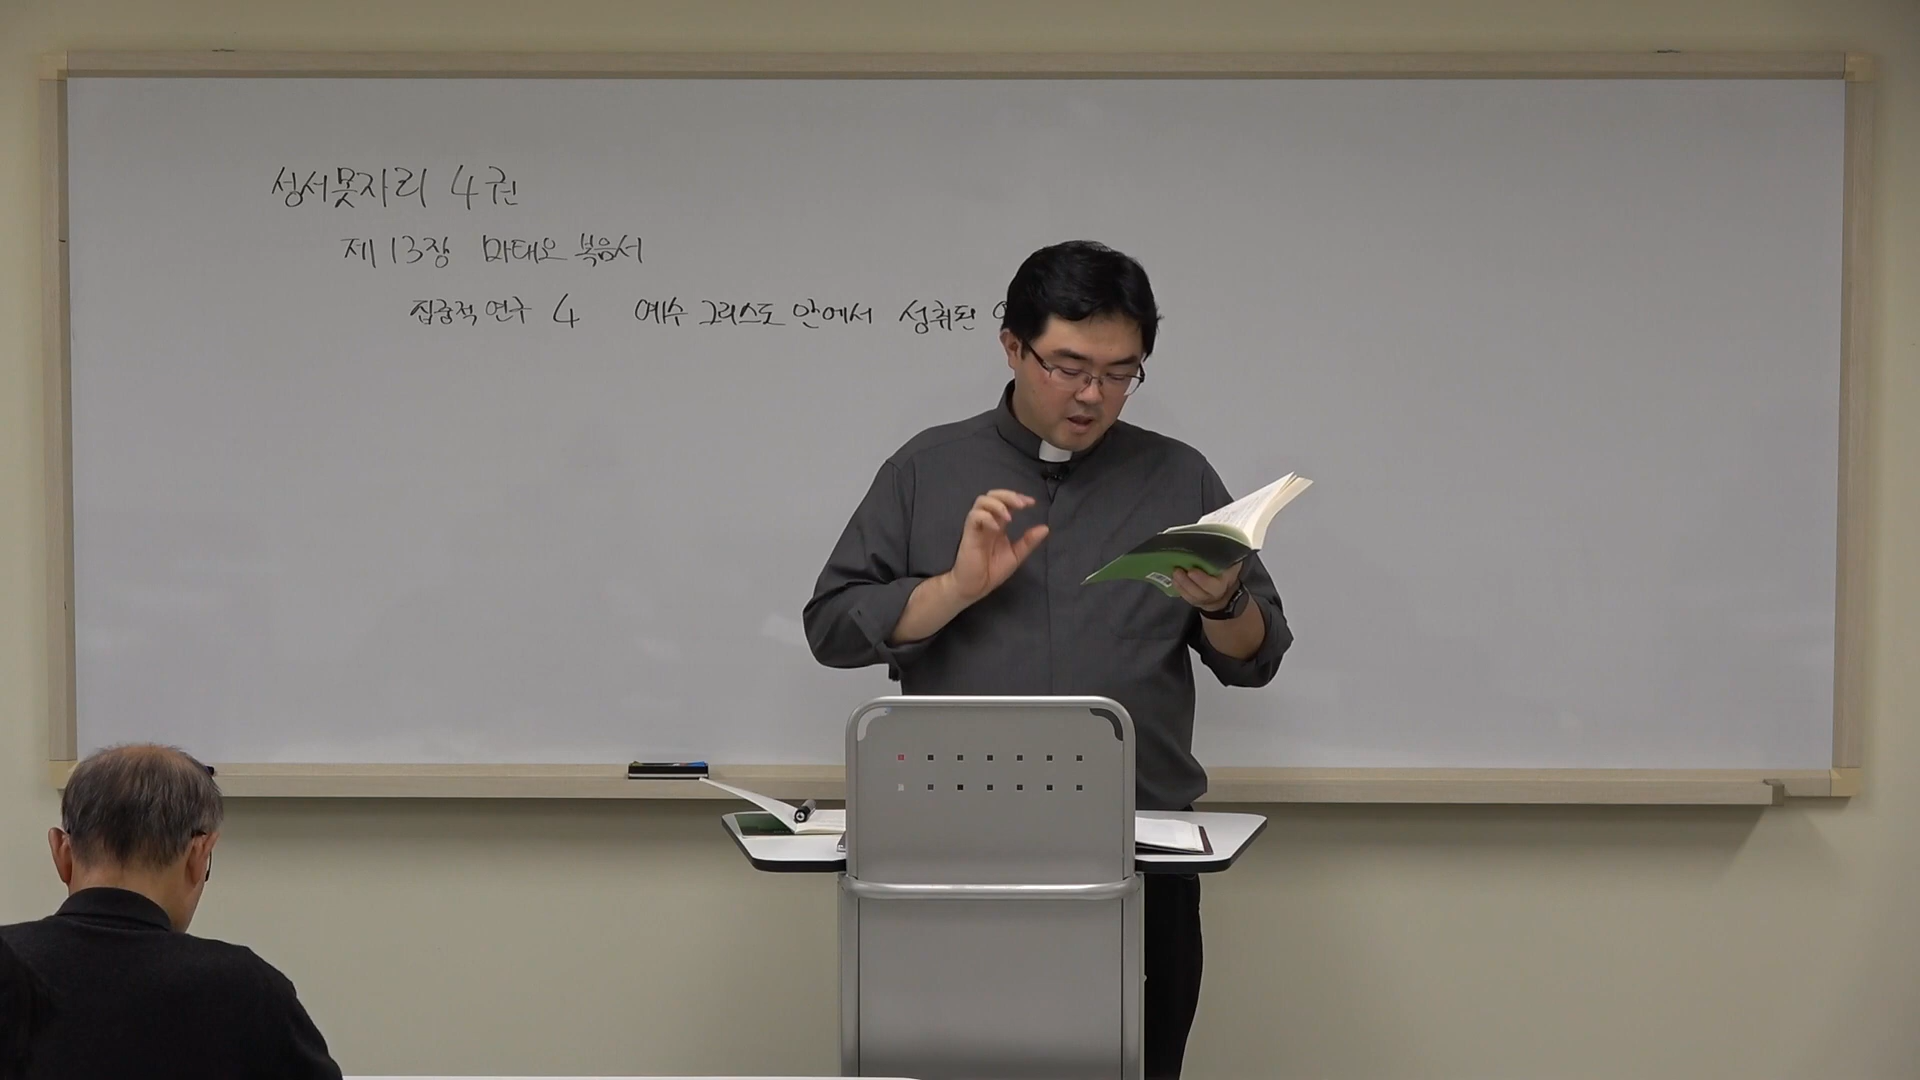 성서못자리 4권
제13장 마태오 복음서
집중적 연구 4 예수 그리스도 안에서 성취된